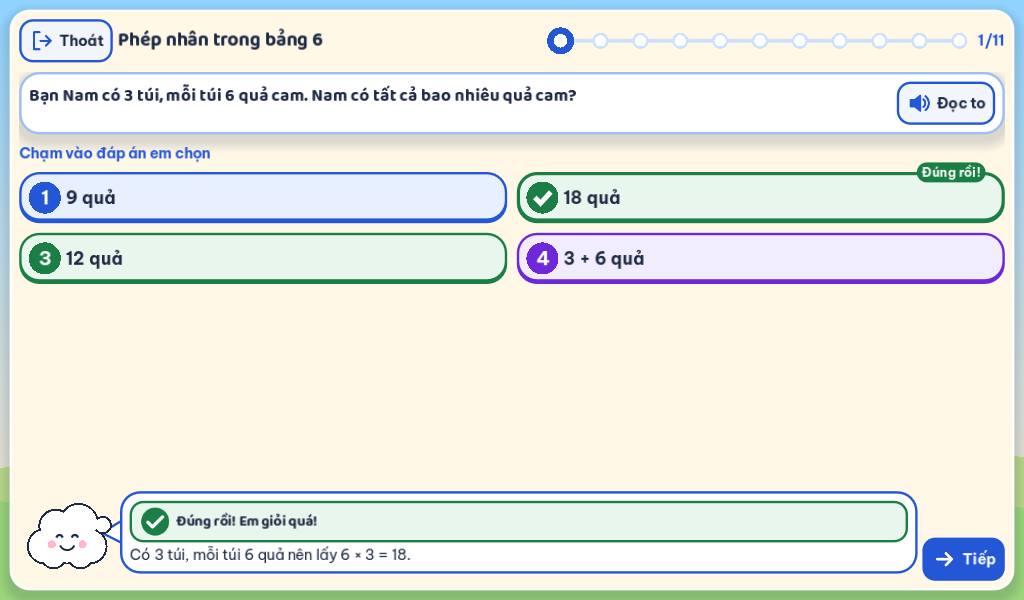 Thoát
Phép nhân trong bảng 6
1/11
Bạn Nam có 3 túi, mỗi túi 6 quả cam. Nam có tất cả bao nhiêu quả cam?
Đọc to
Chạm vào đáp án em chọn
1 9 quả
Đúng rồi!
18 quả
3 12 quả
4 3 + 6 quả
Đúng rồi! Em giỏi quá!
Có 3 túi, mỗi túi 6 quả nên lấy 6 × 3 = 18.
Tiếp